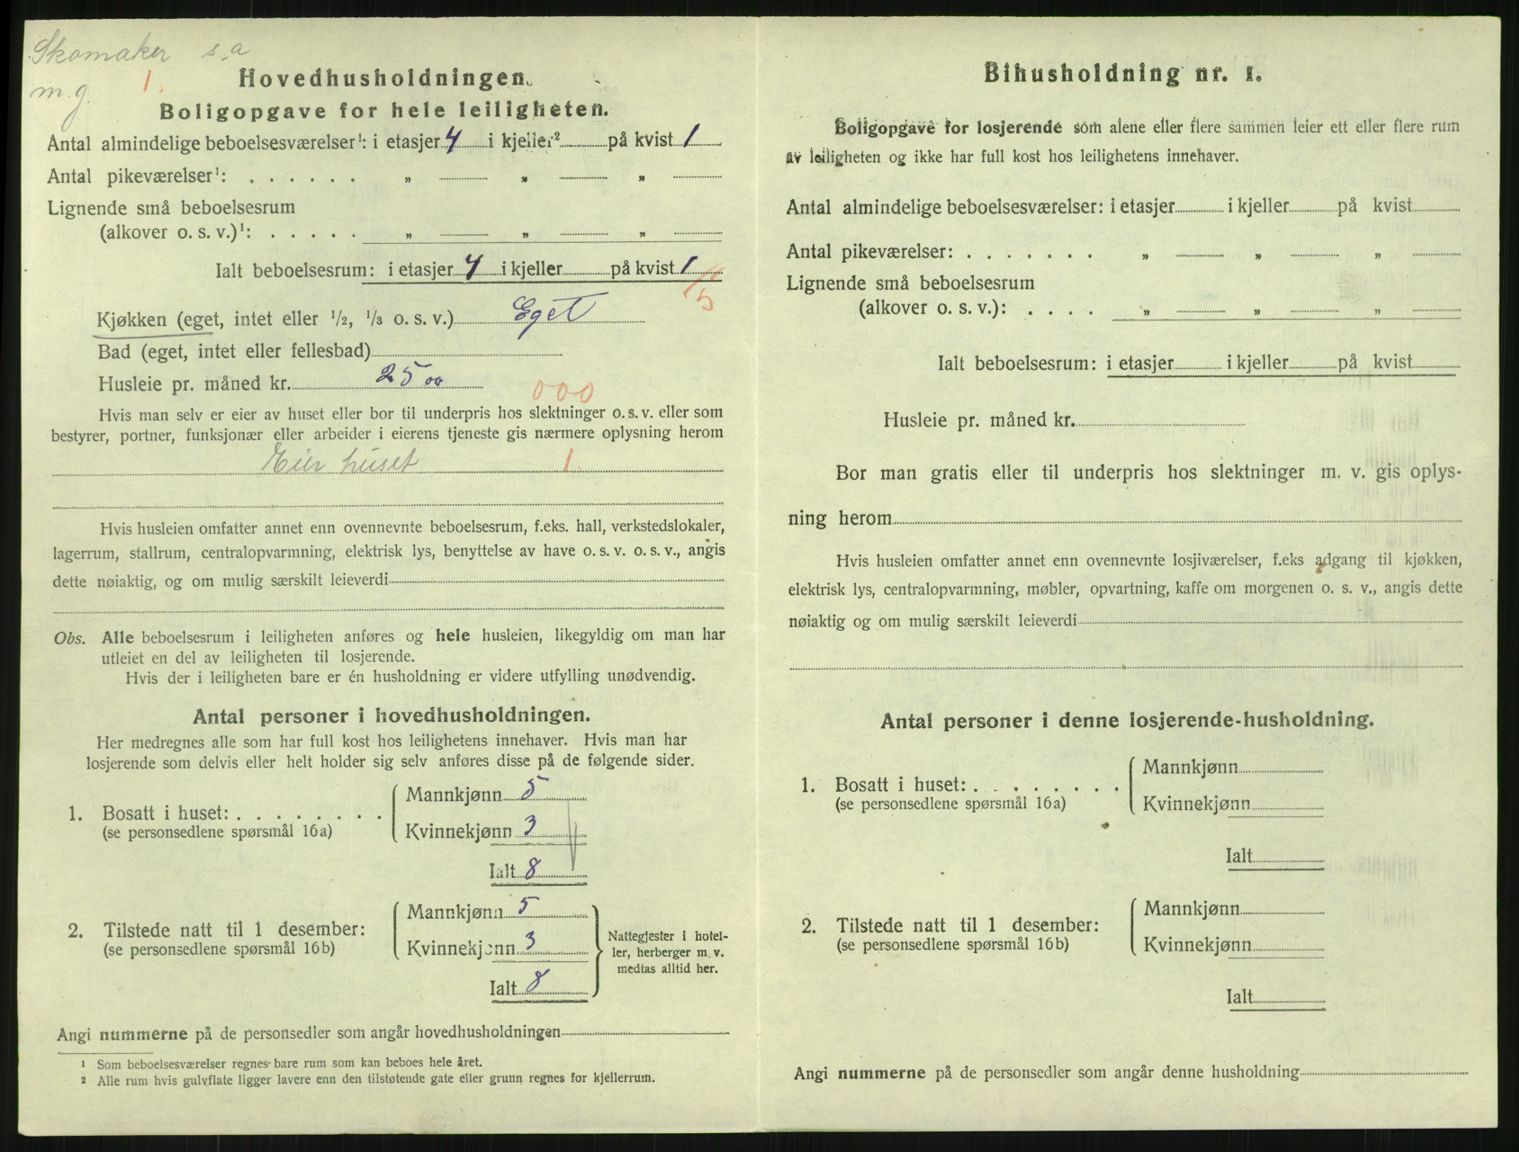 Skomaker s.a
m.g. 1.
Hovedhusholdningen.
Boligopgave for hele leiligheten.
Antal almindelige beboelsesværelser¹: i etasjer 4 i kjeller² på kvist 1
Antal pikeværelser¹: . . . . . . „ „ „
Lignende små beboelsesrum
(alkover o. s. v.)¹: . . . . . „ „ „
Ialt beboelsesrum: i etasjer 4 i kjeller på kvist 1
5
Kjøkken (eget, intet eller ½, ⅓ o. s. v.) Eget
Bad (eget, intet eller fellesbad)
Husleie pr. måned kr. 25 00
000
Hvis man selv er eier av huset eller bor til underpris hos slektninger o. s. v. eller som
bestyrer, portner, funksjonær eller arbeider i eierens tjeneste gis nærmere oplysning herom
Eier huset 1.
Hvis husleien omfatter annet enn ovennevnte beboelsesrum, f.eks. hall, verkstedslokaler,
lagerrum, stallrum, centralopvarmning, elektrisk lys, benyttelse av have o. s. v. o. s. v., angis
dette nøiaktig, og om mulig særskilt leieverdi
Obs. Alle beboelsesrum i leiligheten anføres og hele husleien, likegyldig om man har
utleiet en del av leiligheten til losjerende.
Hvis der i leiligheten bare er én husholdning er videre utfylling unødvendig.
Antal personer i hovedhusholdningen.
Her medregnes alle som har full kost hos leilighetens innehaver. Hvis man har
losjerende som delvis eller helt holder sig selv anføres disse på de følgende sider.
1. Bosatt i huset: . . . . . . . .
(se personsedlene spørsmål 16a)
Mannkjønn 5
Kvinnekjønn 3
Ialt 8
2. Tilstede natt til 1 desember:
(se personsedlene spørsmål 16b)
Mannkjønn 5
Kvinnekjønn 3
Ialt 8
Nattegjester i hotel-
ler, herberger m. v.
medtas alltid her.
Angi nummerne på de personsedler som angår hovedhusholdningen
¹ Som beboelsesværelser regnes bare rum som kan beboes hele året.
² Alle rum hvis gulvflate ligger lavere enn den tilstøtende gate eller grunn regnes for kjellerrum.
Bihusholdning nr. 1.
Boligopgave for losjerende som alene eller flere sammen leier ett eller flere rum
av leiligheten og ikke har full kost hos leilighetens innehaver.
Antal almindelige beboelsesværelser: i etasjer i kjeller på kvist
Antal pikeværelser: . . . . . . . „ „ „
Lignende små beboelsesrum
(alkover o. s. v.): . . . . „ „ „
Ialt beboelsesrum: i etasjer i kjeller på kvist
Husleie pr. måned kr.
Bor man gratis eller til underpris hos slektninger m. v. gis oplys-
ning herom
Hvis husleien omfatter annet enn ovennevnte losjiværelser, f.eks adgang til kjøkken,
elektrisk lys, centralopvarmning, møbler, opvartning, kaffe om morgenen o. s. v., angis dette
nøiaktig og om mulig særskilt leieverdi
Antal personer i denne losjerende-husholdning.
1. Bosatt i huset: . . . . . . . .
(se personsedlene spørsmål 16a)
Mannkjønn
Kvinnekjønn
Ialt
2. Tilstede natt til 1 desember:
(se personsedlene spørsmål 16b)
Mannkjønn
Kvinnekjønn
Ialt
Angi nummerne på de personsedler som angår denne husholdning